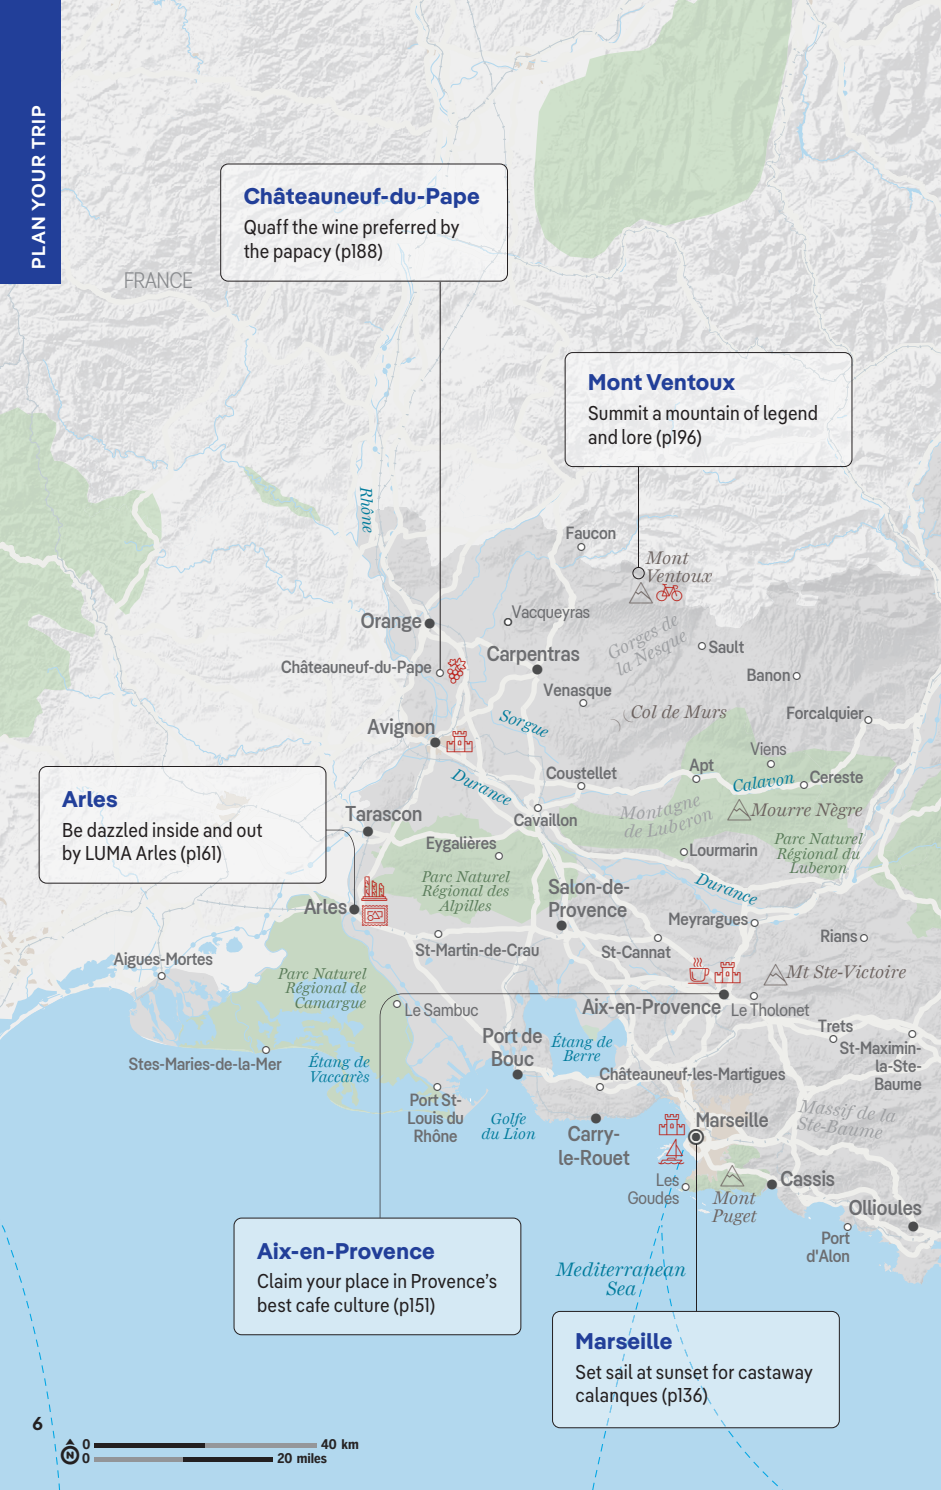 PLAN YOUR TRIP
Châteauneuf-du-Pape
Quaff the wine preferred by
the papacy (p188)
FRANCE
Mont Ventoux
Summit a mountain of legend
and lore (p196)
Rhône
Faucon
Mont
Ventoux
Vacqueyras
Orange
Gorges de
la Nesque
Sault
Carpentras
Châteauneuf-du-Pape
Banon
Venasque
Col de Murs
Forcalquier
Sorgue
Avignon
Viens
Apt
Coustellet
Calavon
Cereste
Durance
Arles
Be dazzled inside and out
by LUMA Arles (p161)
Tarascon
Cavaillon
Montagne
de Luberon
Mourre Nègre
Eygalières
Lourmarin
Parc Naturel
Régional du
Luberon
Parc Naturel
Régional des
Alpilles
Durance
Salon-de-
Provence
Arles
Meyrargues
Rians
St-Martin-de-Crau
St-Cannat
Aigues-Mortes
Parc Naturel
Régional de
Camargue
Mt Ste-Victoire
Aix-en-Provence
Le Tholonet
Le Sambuc
Trets
Port de
Bouc
Étang de
Berre
St-Maximin-
la-Ste-
Baume
Stes-Maries-de-la-Mer
Étang de
Vaccarès
Châteauneuf-les-Martigues
Port St-
Louis du
Rhône
Golfe
du Lion
Carry-
le-Rouet
Marseille
Massif de la
Ste-Baume
Les
Goudes
Mont
Puget
Cassis
Ollioules
Port
d'Alon
Aix-en-Provence
Claim your place in Provence’s
best cafe culture (p151)
Mediterranean
Sea
Marseille
Set sail at sunset for castaway
calanques (p136)
6
N
0 40 km
0 20 miles